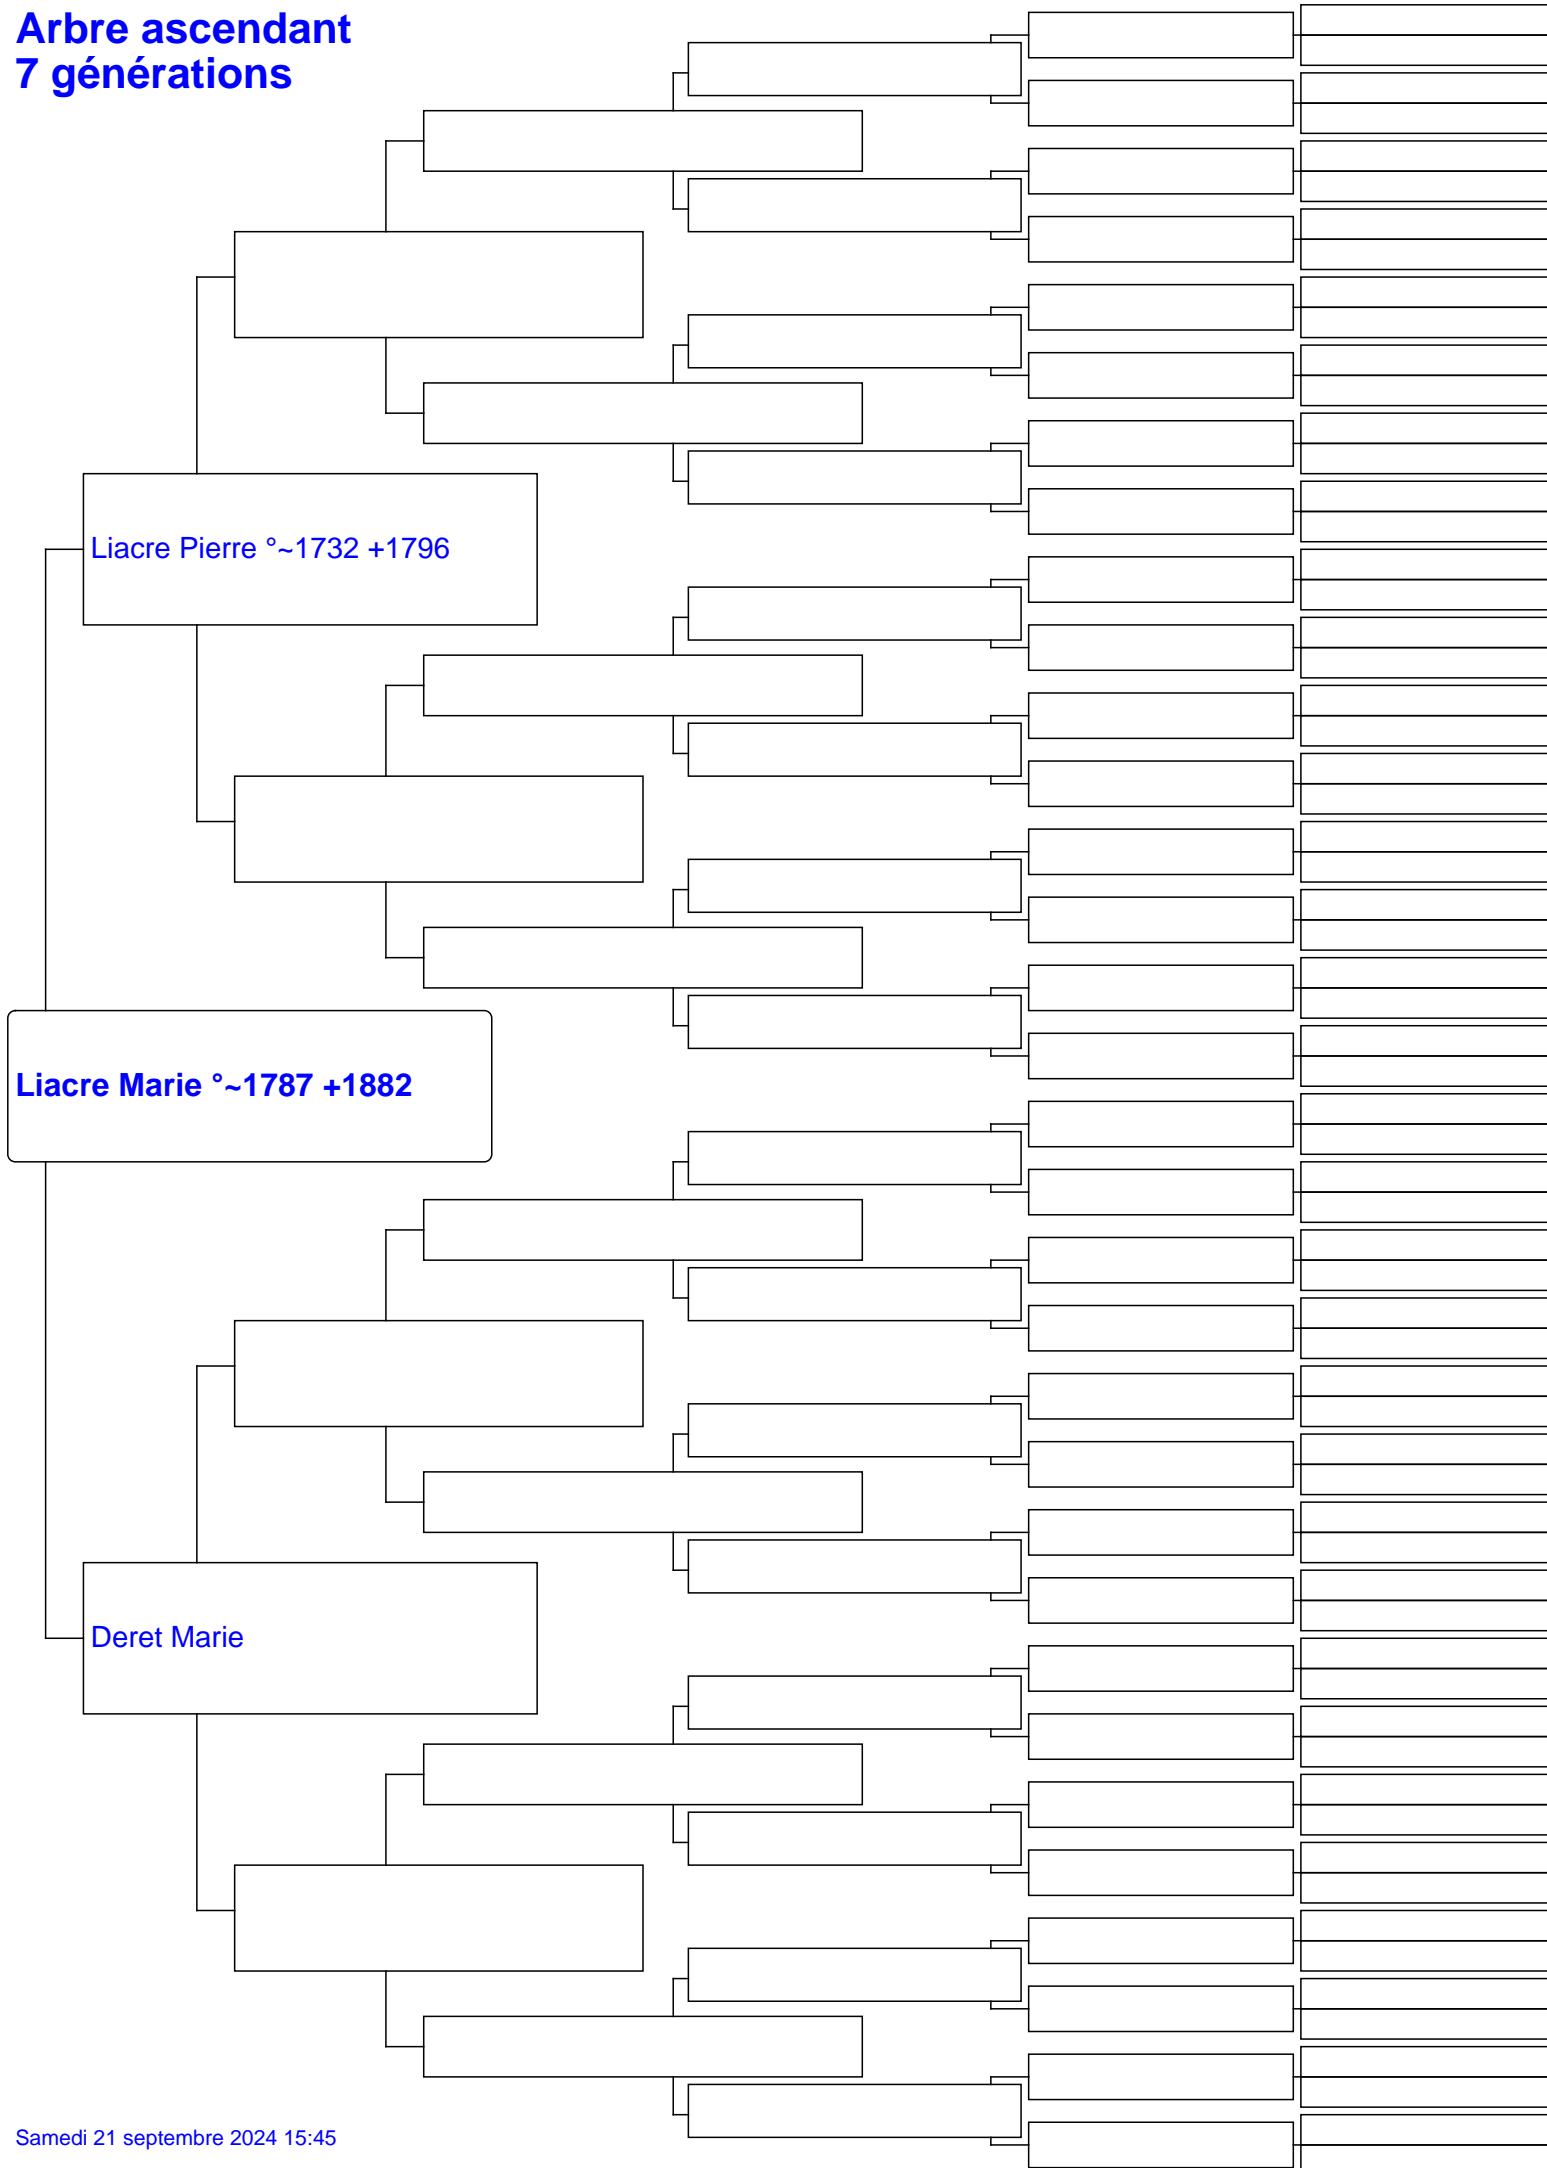 Arbre ascendant
7 générations
Liacre Pierre °~1732 +1796
Liacre Marie °~1787 +1882
Deret Marie
Samedi 21 septembre 2024 15:45